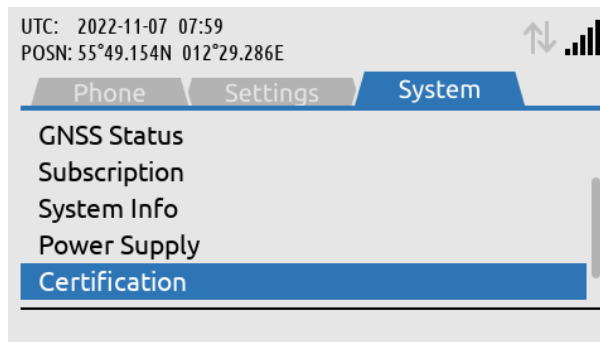 UTC: 2022-11-07 07:59
POSN: 55°49.154N 012°29.286E
Phone Settings System
GNSS Status
Subscription
System Info
Power Supply
Certification